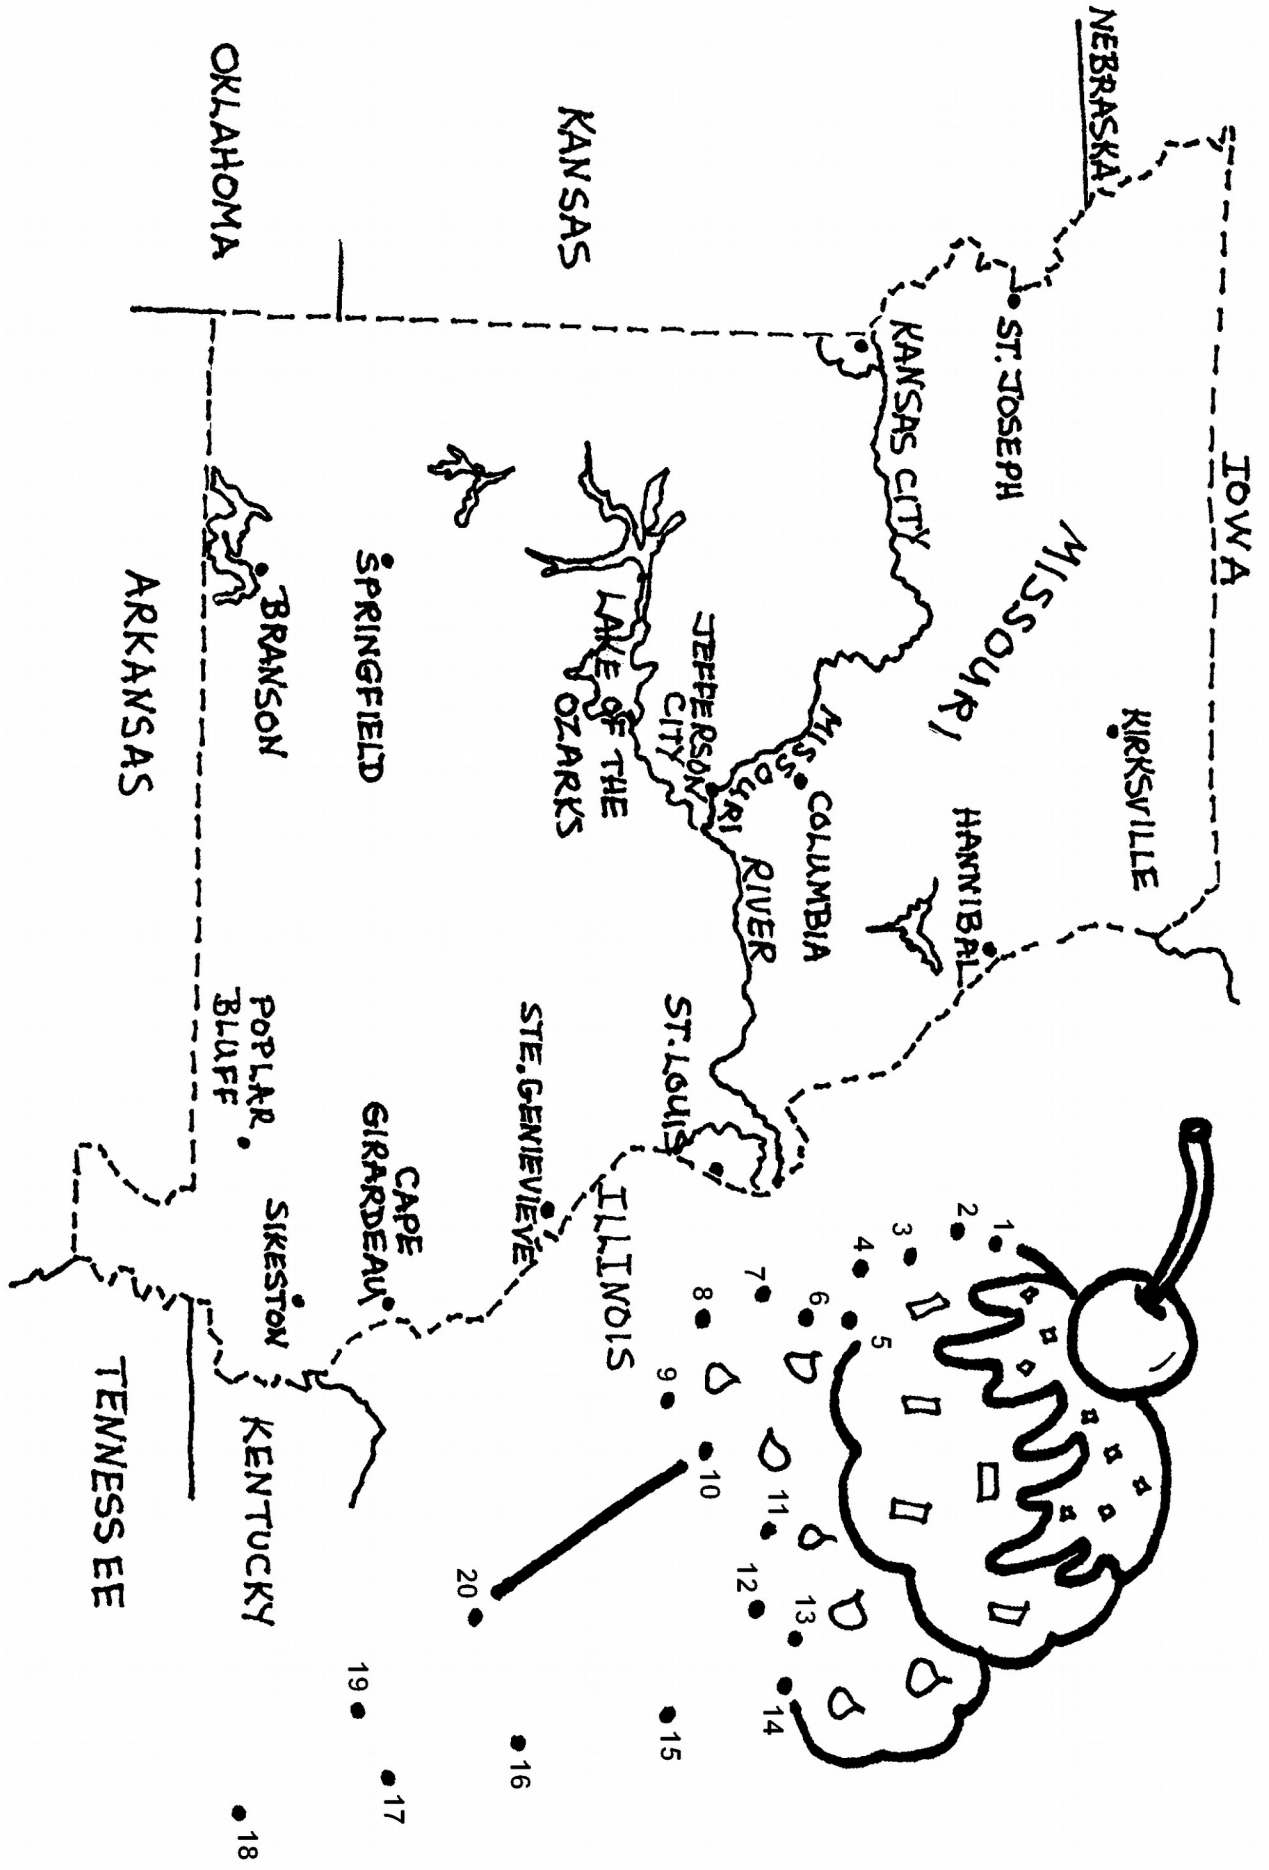 IOWA
NEBRASKA
KIRKSVILLE
ST. JOSEPH
MISSOURI
HANNIBAL
KANSAS CITY
COLUMBIA
MISSOURI RIVER
JEFFERSON
CITY
ST. LOUIS
KANSAS
LAKE OF THE
OZARKS
ILLINOIS
STE. GENIEVIEVE
SPRINGFIELD
CAPE
GIRARDEAU
BRANSON
POPLAR
BLUFF
SIKESTON
OKLAHOMA
ARKANSAS
KENTUCKY
TENNESSEE
1
2
3
4
5
6
7
8
9
10
11
12
13
14
15
16
17
18
19
20